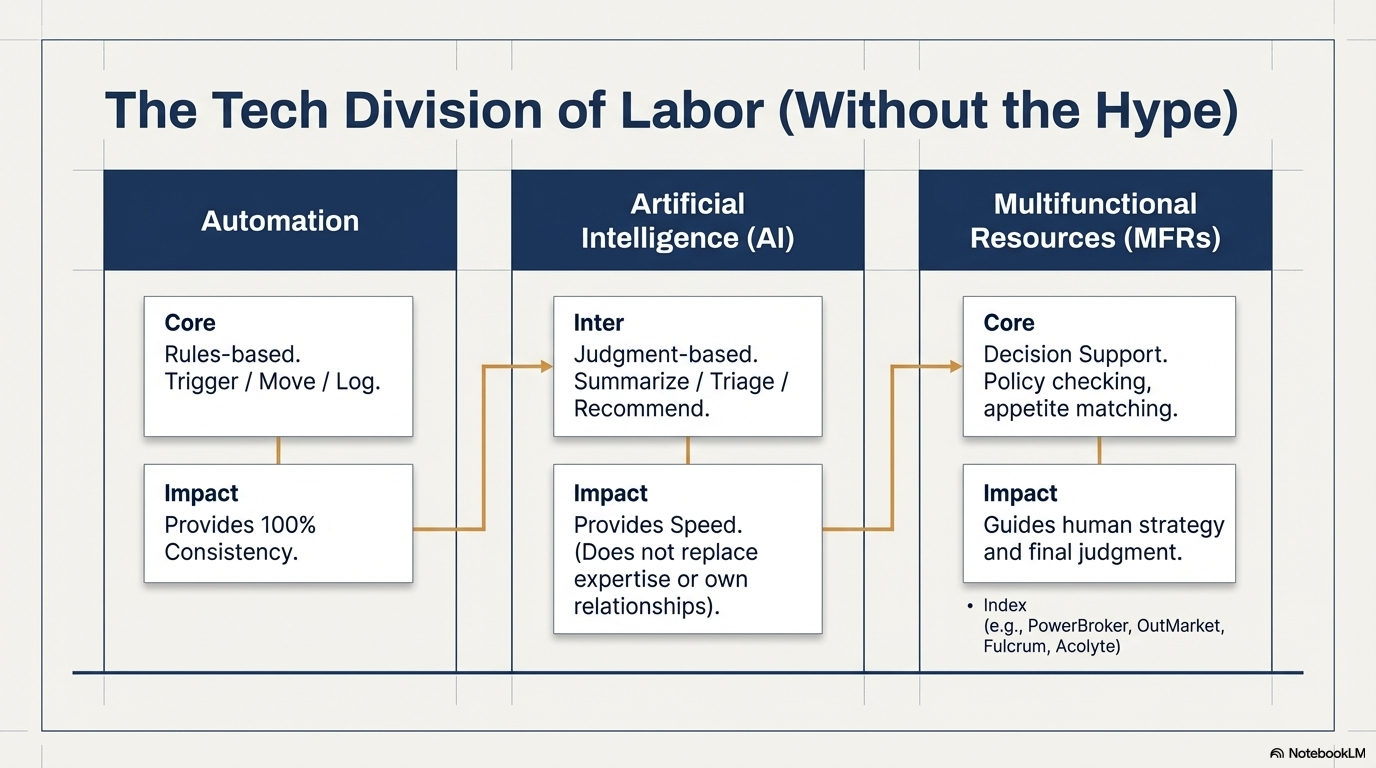 The Tech Division of Labor (Without the Hype)
Automation
Core
Rules-based.
Trigger / Move / Log.
Impact
Provides 100%
Consistency.
Artificial
Intelligence (AI)
Inter
Judgment-based.
Summarize / Triage /
Recommend.
Impact
Provides Speed.
(Does not replace
expertise or own
relationships).
Multifunctional
Resources (MFRs)
Core
Decision Support.
Policy checking,
appetite matching.
Impact
Guides human strategy
and final judgment.
• Index
(e.g., PowerBroker, OutMarket,
Fulcrum, Acolyte)
NotebookLM